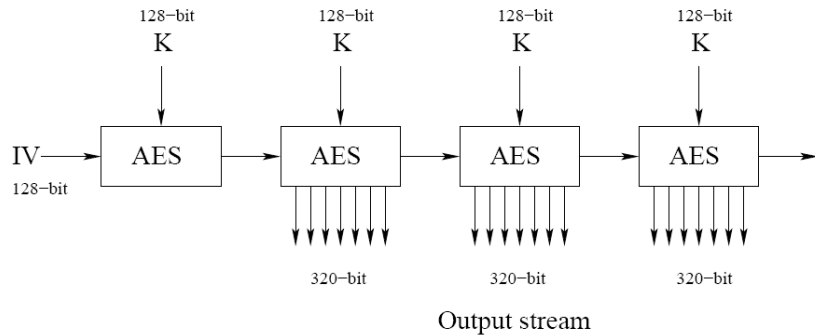 128−bit 128−bit 128−bit 128−bit
K K K K
IV AES AES AES AES
128−bit
320−bit 320−bit 320−bit
Output stream